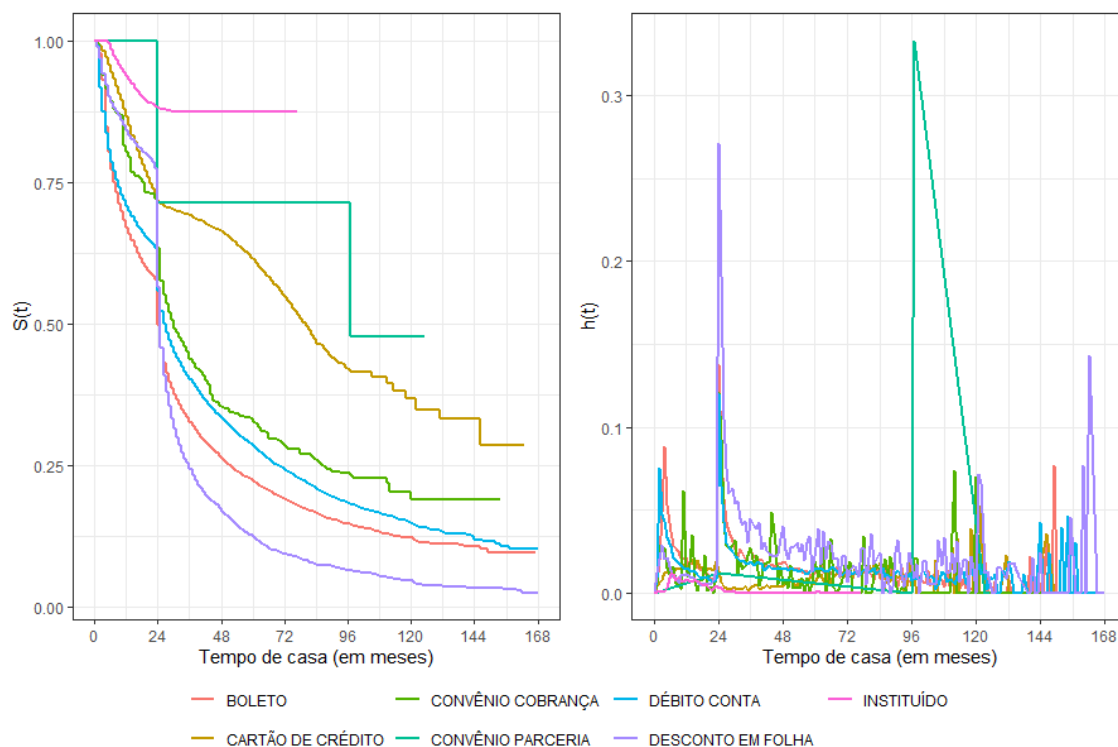 S(t)
1.00
0.75
0.50
0.25
0.00
0 24 48 72 96 120 144 168
Tempo de casa (em meses)
h(t)
0.3
0.2
0.1
0.0
0 24 48 72 96 120 144 168
Tempo de casa (em meses)
BOLETO CONVÊNIO COBRANÇA DÉBITO CONTA INSTITUÍDO
CARTÃO DE CRÉDITO CONVÊNIO PARCERIA DESCONTO EM FOLHA